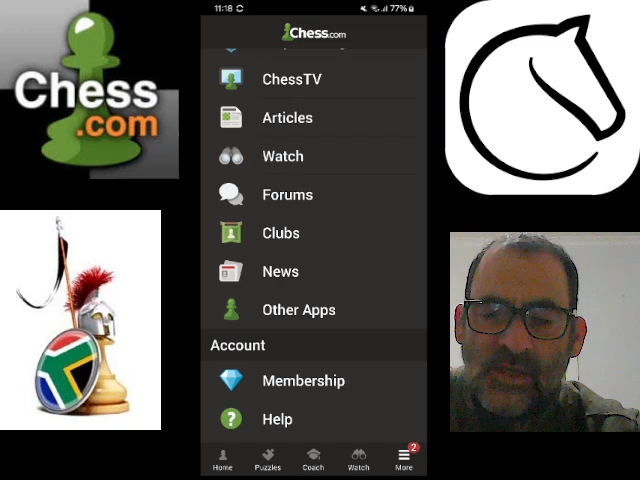 Chess
.com
11:18
77%
Chess.com
ChessTV
Articles
Watch
Forums
Clubs
News
Other Apps
Account
Membership
Help
2
Home
Puzzles
Coach
Watch
More